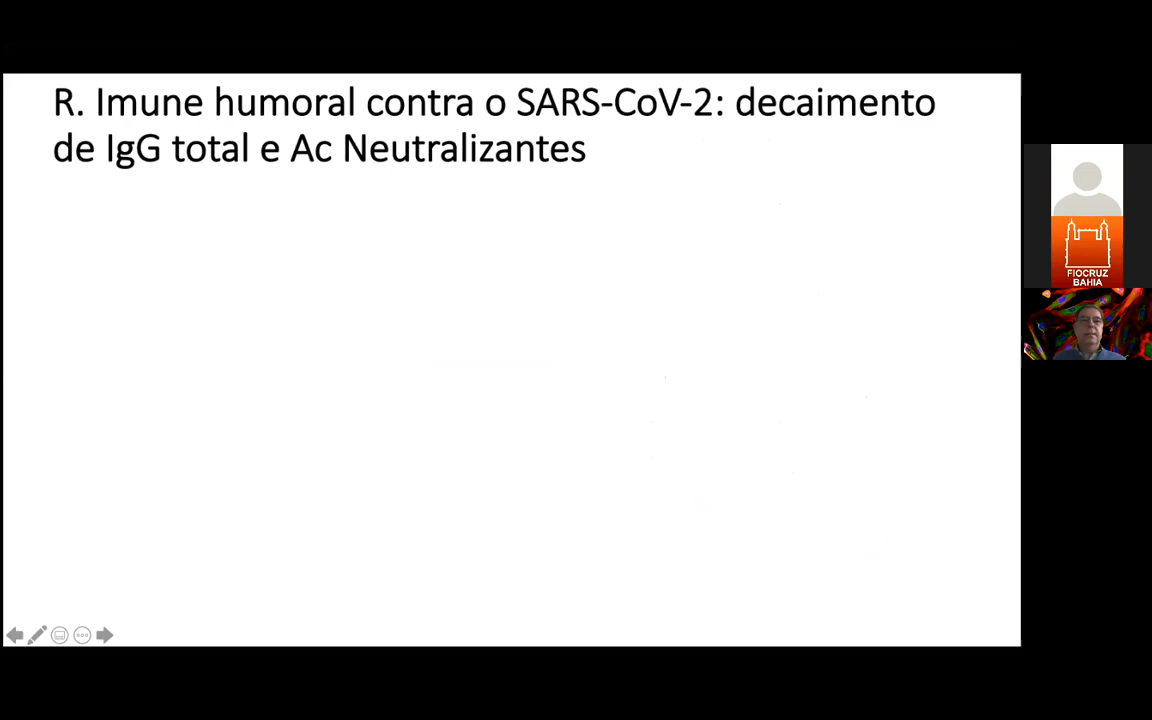 R. Imune humoral contra o SARS-CoV-2: decaimento
de IgG total e Ac Neutralizantes
FIOCRUZ
BAHIA